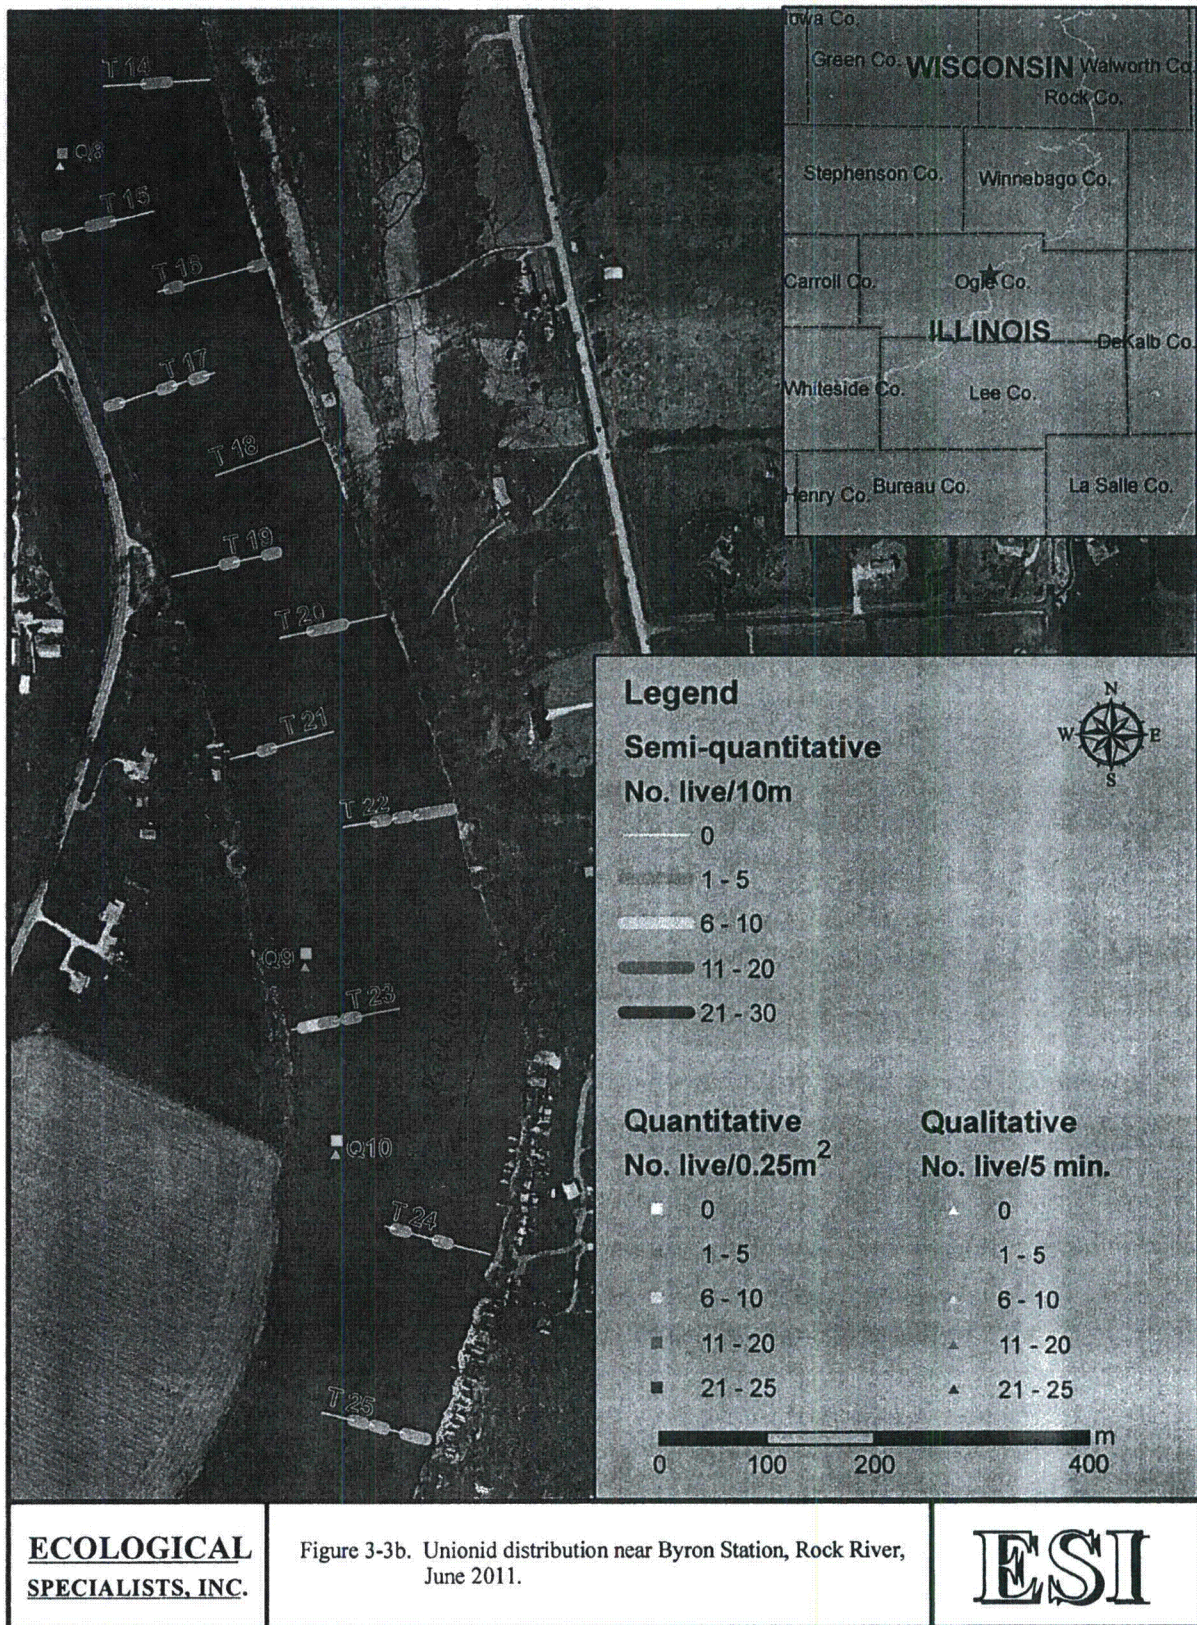 T 14
Q8
T 15
T 16
T 17
T 18
T 19
T 20
T 21
T 22
Q9
T 23
Q10
T 24
T 25
Iowa Co.
Green Co.
WISCONSIN
Walworth Co.
Rock Co.
Stephenson Co.
Winnebago Co.
Carroll Co.
Ogle Co.
ILLINOIS
DeKalb Co.
Whiteside Co.
Lee Co.
Henry Co.
Bureau Co.
La Salle Co.
Legend
N
W E
S
Semi-quantitative
No. live/10m
0
1 - 5
6 - 10
11 - 20
21 - 30
Quantitative
No. live/0.25m²
0
1 - 5
6 - 10
11 - 20
21 - 25
Qualitative
No. live/5 min.
0
1 - 5
6 - 10
11 - 20
21 - 25
m
0 100 200 400
ECOLOGICAL
SPECIALISTS, INC.
Figure 3-3b. Unionid distribution near Byron Station, Rock River,
June 2011.
ESI